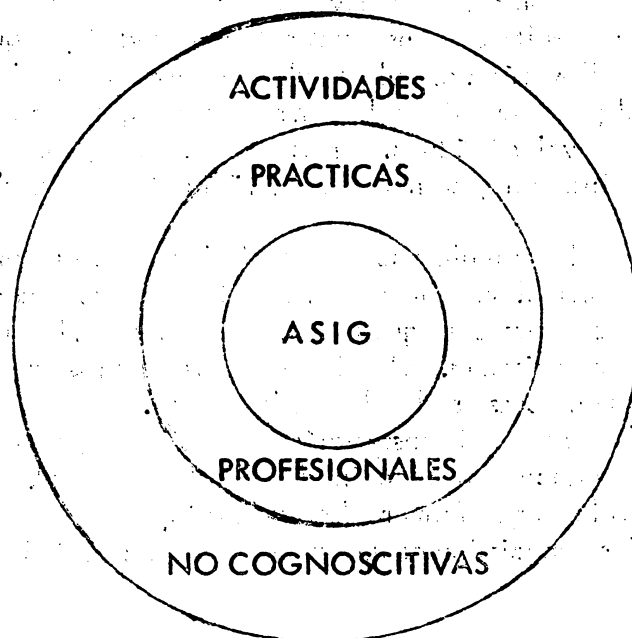 ACTIVIDADES
PRACTICAS
ASIG
PROFESIONALES
NO COGNOSCITIVAS